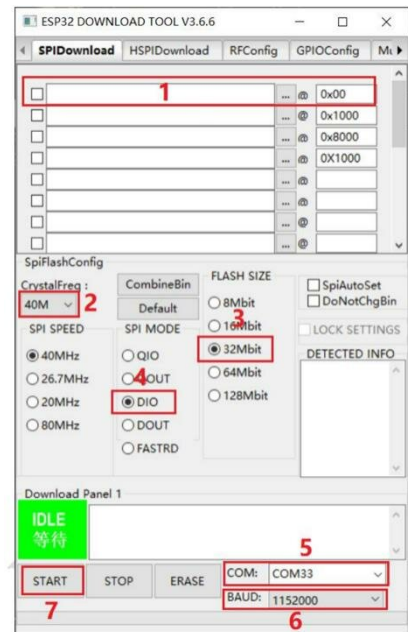 ESP32 DOWNLOAD TOOL V3.6.6
SPIDownload HSPIDownload RFConfig GPIOConfig Mu
1 ... @ 0x00
... @ 0x1000
... @ 0x8000
... @ 0X1000
... @
... @
... @
SpiFlashConfig
CrystalFreq :
40M 2
CombineBin
Default
SPI SPEED
40MHz
26.7MHz
20MHz
80MHz
SPI MODE
QIO
4
DIO
DOUT
FASTRD
FLASH SIZE
8Mbit
16Mbit
3
32Mbit
64Mbit
128Mbit
SpiAutoSet
DoNotChgBin
LOCK SETTINGS
DETECTED INFO
Download Panel 1
IDLE
等待
5
START STOP ERASE
COM: COM33
BAUD: 1152000
7 6